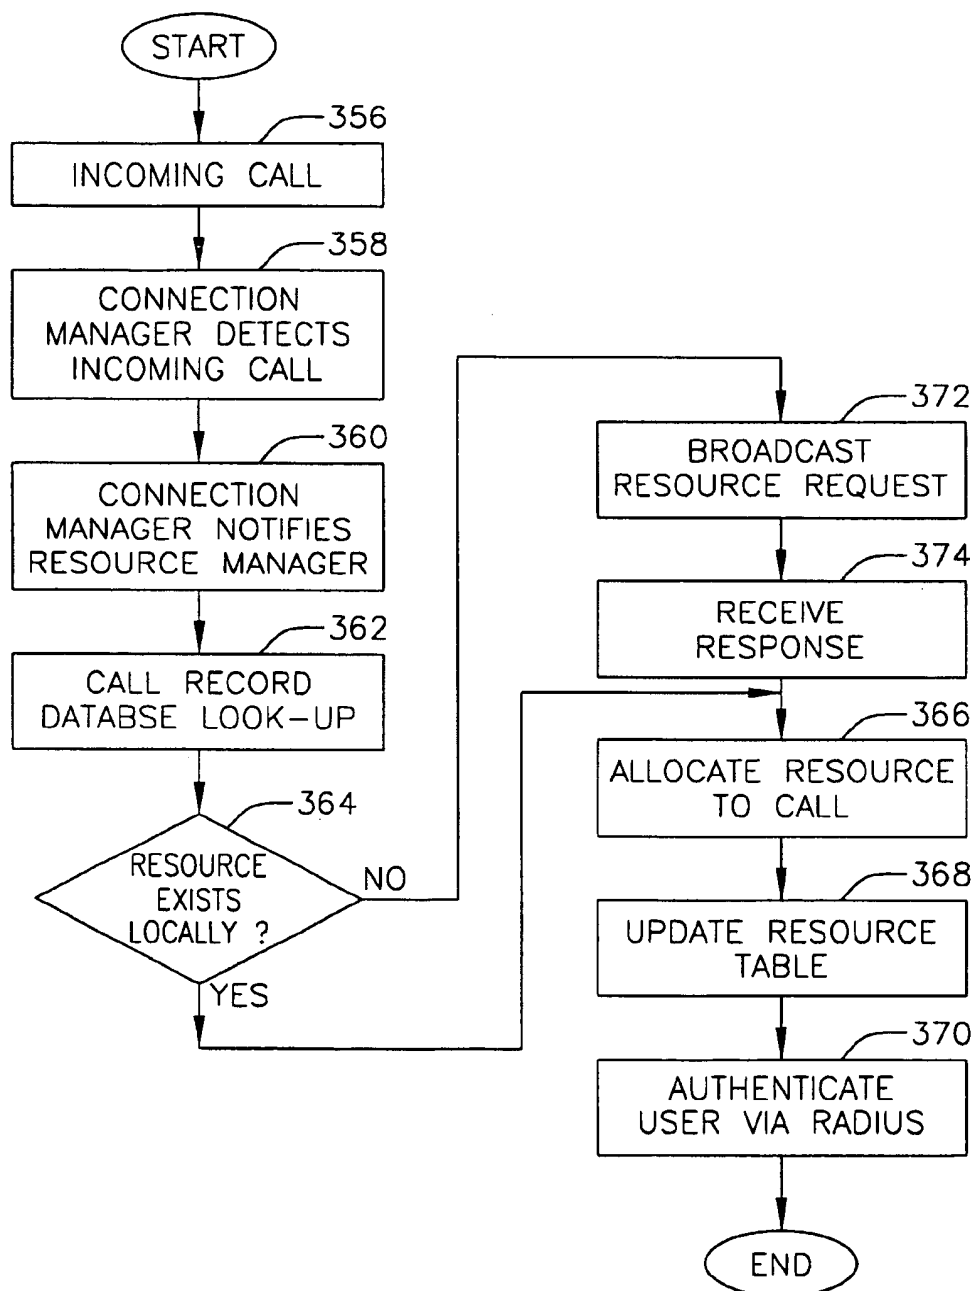 START
356
INCOMING CALL
358
CONNECTION
MANAGER DETECTS
INCOMING CALL
360
CONNECTION
MANAGER NOTIFIES
RESOURCE MANAGER
362
CALL RECORD
DATABSE LOOK-UP
364
RESOURCE
EXISTS
LOCALLY ?
NO
YES
372
BROADCAST
RESOURCE REQUEST
374
RECEIVE
RESPONSE
366
ALLOCATE RESOURCE
TO CALL
368
UPDATE RESOURCE
TABLE
370
AUTHENTICATE
USER VIA RADIUS
END